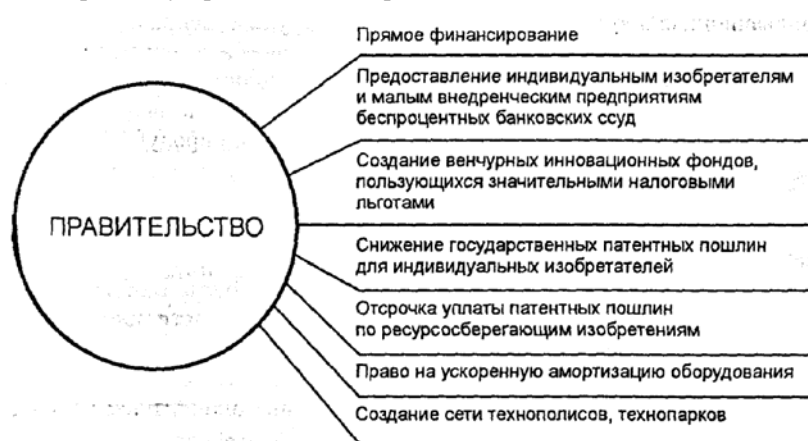 Прямое финансирование
Предоставление индивидуальным изобретателям
и малым внедренческим предприятиям
беспроцентных банковских ссуд
Создание венчурных инновационных фондов,
пользующихся значительными налоговыми
льготами
ПРАВИТЕЛЬСТВО
Снижение государственных патентных пошлин
для индивидуальных изобретателей
Отсрочка уплаты патентных пошлин
по ресурсосберегающим изобретениям
Право на ускоренную амортизацию оборудования
Создание сети технополисов, технопарков